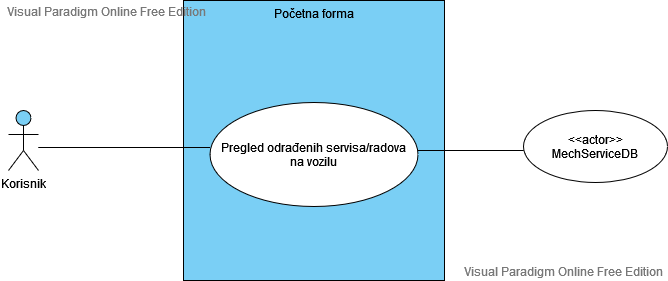 Visual Paradigm Online Free Edition
Početna forma
Pregled odrađenih servisa/radova
na vozilu
<<actor>>
MechServiceDB
Korisnik
Visual Paradigm Online Free Edition